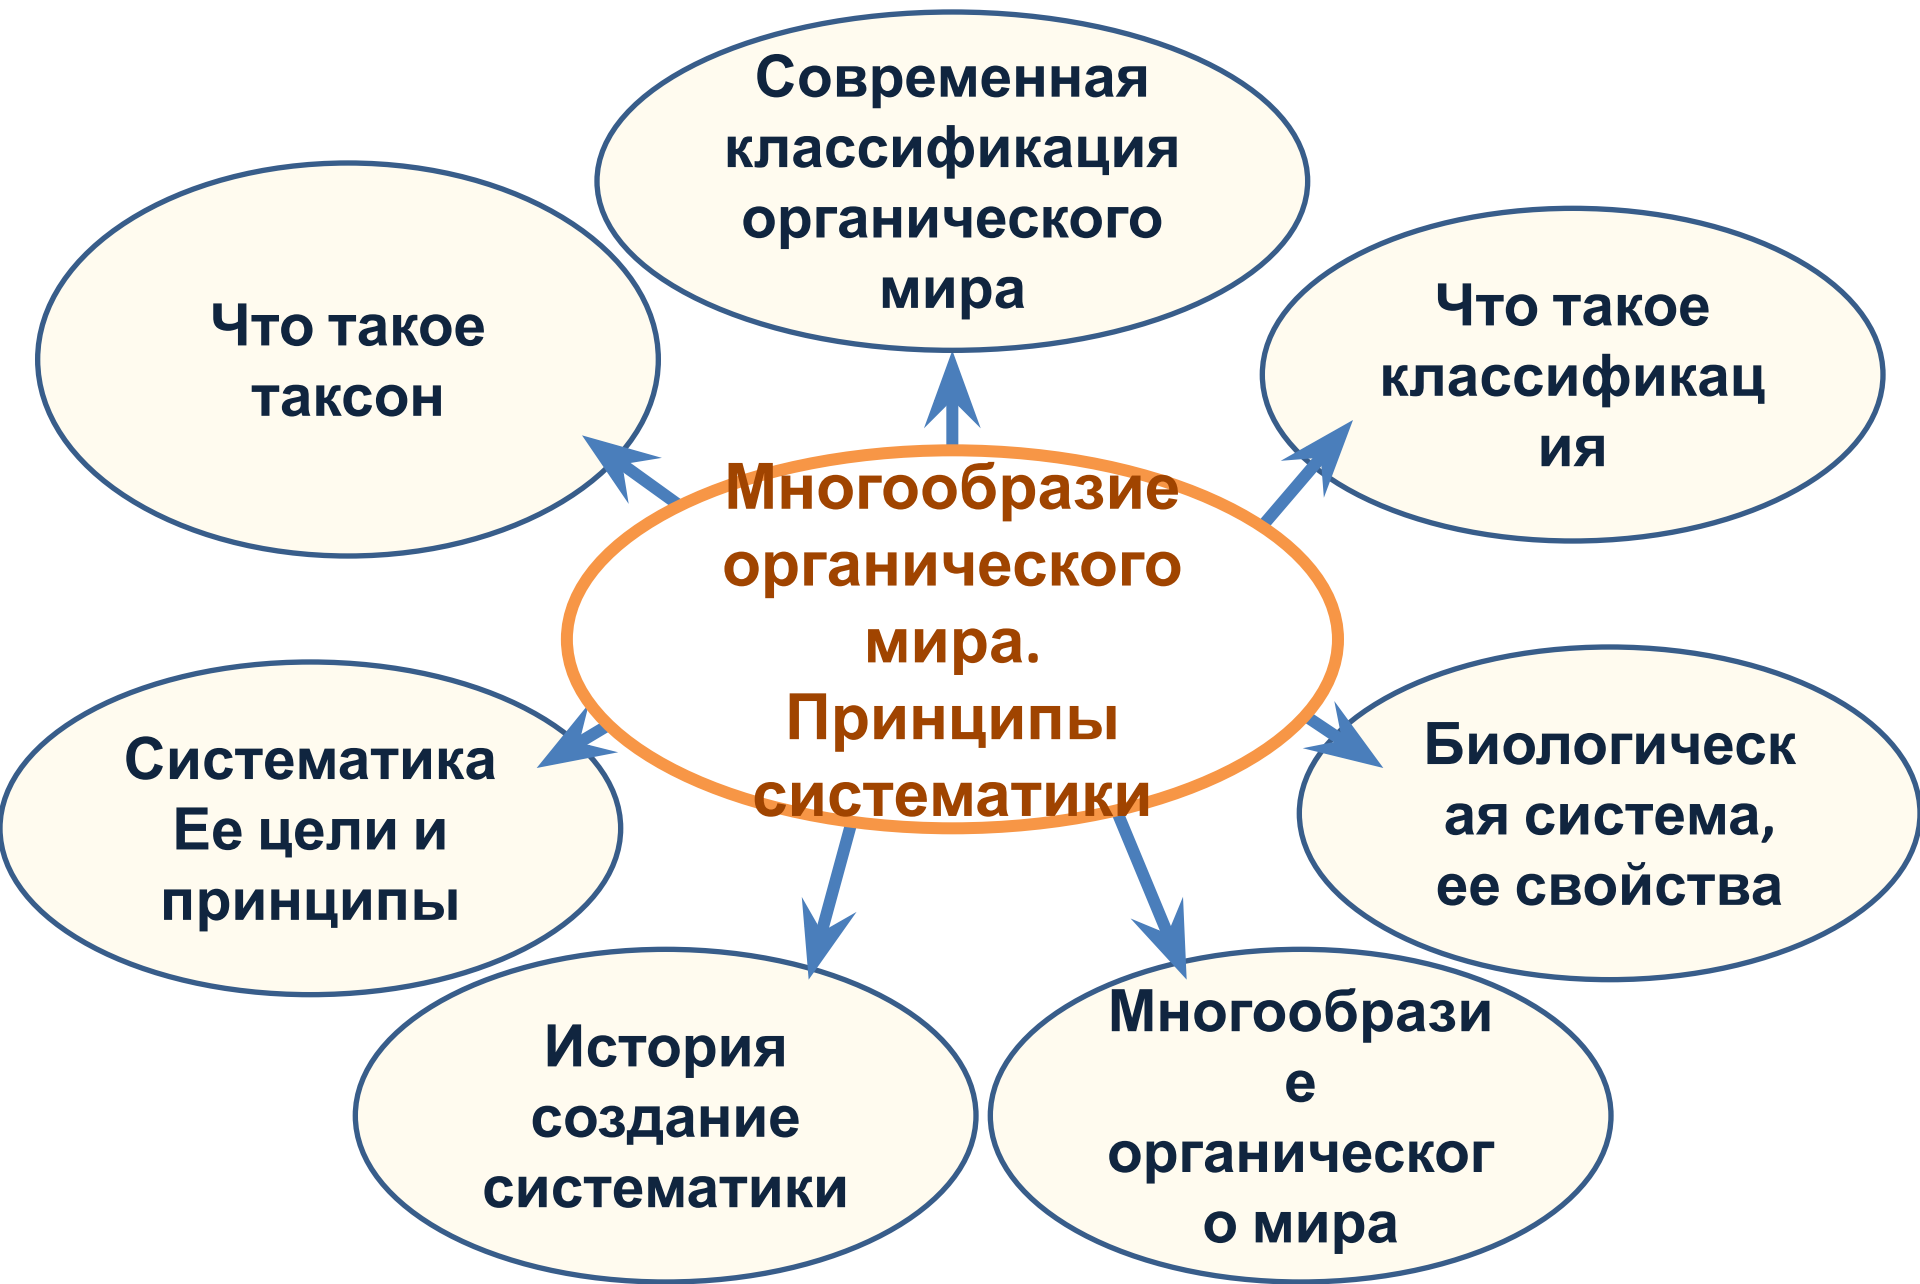 Современная
классификация
органического
мира
Что такое
таксон
Что такое
классификац
ия
Многообразие
органического
мира.
Принципы
систематики
Систематика
Ее цели и
принципы
Биологическ
ая система,
ее свойства
История
создание
систематики
Многообрази
е
органическог
о мира